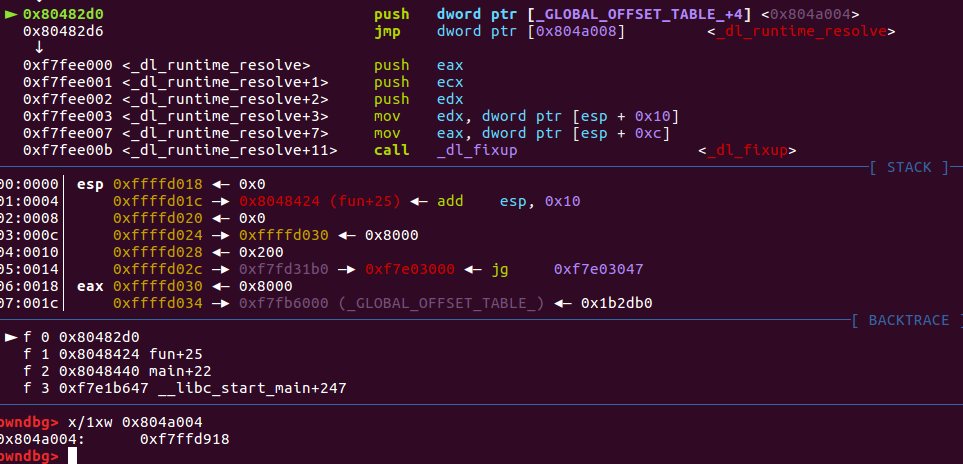 ► 0x80482d0 push dword ptr [_GLOBAL_OFFSET_TABLE_+4] <0x804a004>
0x80482d6 jmp dword ptr [0x804a008] <_dl_runtime_resolve>
↓
0xf7fee000 <_dl_runtime_resolve> push eax
0xf7fee001 <_dl_runtime_resolve+1> push ecx
0xf7fee002 <_dl_runtime_resolve+2> push edx
0xf7fee003 <_dl_runtime_resolve+3> mov edx, dword ptr [esp + 0x10]
0xf7fee007 <_dl_runtime_resolve+7> mov eax, dword ptr [esp + 0xc]
0xf7fee00b <_dl_runtime_resolve+11> call _dl_fixup <_dl_fixup>
[ STACK ]
00:0000│ esp 0xffffd018 ◂— 0x0
01:0004│ 0xffffd01c —▸ 0x8048424 (fun+25) ◂— add esp, 0x10
02:0008│ 0xffffd020 ◂— 0x0
03:000c│ 0xffffd024 —▸ 0xffffd030 ◂— 0x8000
04:0010│ 0xffffd028 ◂— 0x200
05:0014│ 0xffffd02c —▸ 0xf7fd31b0 —▸ 0xf7e03000 ◂— jg 0xf7e03047
06:0018│ eax 0xffffd030 ◂— 0x8000
07:001c│ 0xffffd034 —▸ 0xf7fb6000 (_GLOBAL_OFFSET_TABLE_) ◂— 0x1b2db0
[ BACKTRACE ]
► f 0 0x80482d0
f 1 0x8048424 fun+25
f 2 0x8048440 main+22
f 3 0xf7e1b647 __libc_start_main+247
pwndbg> x/1xw 0x804a004
0x804a004: 0xf7ffd918
pwndbg>